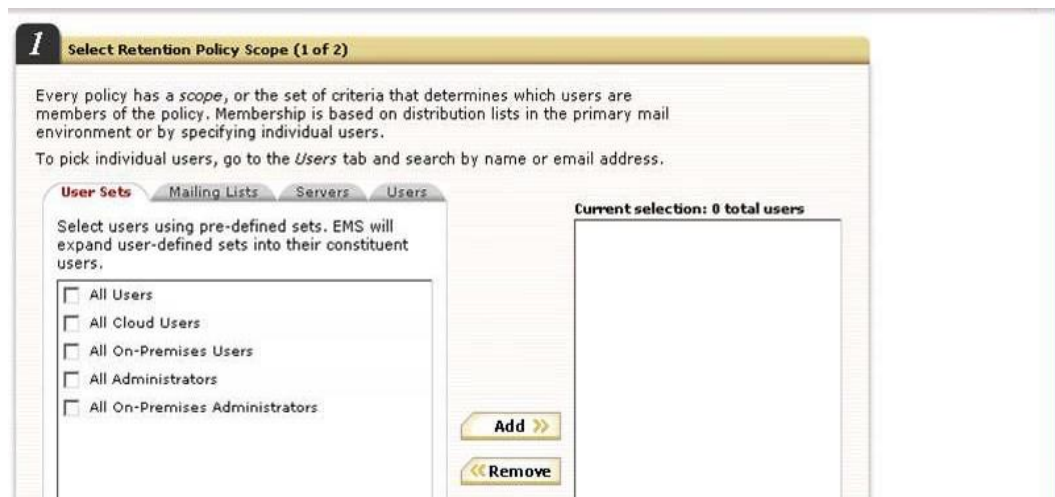 1
Select Retention Policy Scope (1 of 2)
Every policy has a scope, or the set of criteria that determines which users are
members of the policy. Membership is based on distribution lists in the primary mail
environment or by specifying individual users.
To pick individual users, go to the Users tab and search by name or email address.
User Sets Mailing Lists Servers Users
Select users using pre-defined sets. EMS will
expand user-defined sets into their constituent
users.
All Users
All Cloud Users
All On-Premises Users
All Administrators
All On-Premises Administrators
Add >>
<< Remove
Current selection: 0 total users